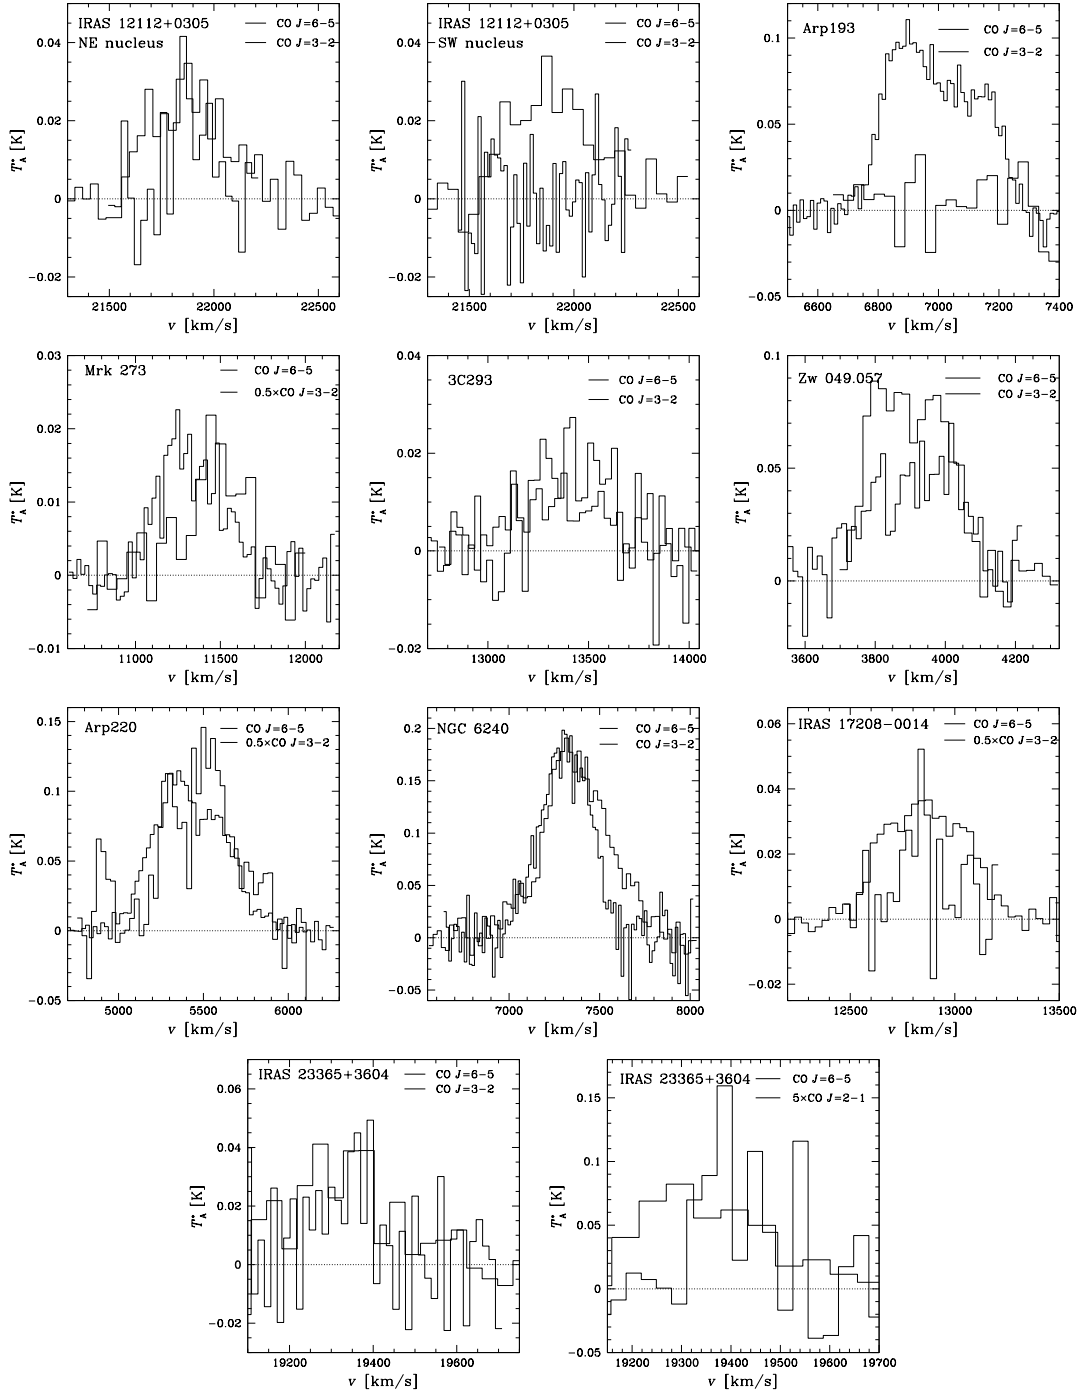 IRAS 12112+0305
NE nucleus
CO J=6−5
CO J=3−2
0.04
0.02
0
−0.02
T*A [K]
21500 22000 22500
v [km/s]
IRAS 12112+0305
SW nucleus
CO J=6−5
CO J=3−2
0.04
0.02
0
−0.02
T*A [K]
21500 22000 22500
v [km/s]
Arp193
CO J=6−5
CO J=3−2
0.1
0.05
0
−0.05
T*A [K]
6600 6800 7000 7200 7400
v [km/s]
Mrk 273
CO J=6−5
0.5×CO J=3−2
0.03
0.02
0.01
0
−0.01
T*A [K]
11000 11500 12000
v [km/s]
3C293
CO J=6−5
CO J=3−2
0.04
0.02
0
−0.02
T*A [K]
13000 13500 14000
v [km/s]
Zw 049.057
CO J=6−5
CO J=3−2
0.1
0.05
0
T*A [K]
3600 3800 4000 4200
v [km/s]
Arp220
CO J=6−5
0.5×CO J=3−2
0.15
0.1
0.05
0
−0.05
T*A [K]
5000 5500 6000
v [km/s]
NGC 6240
CO J=6−5
CO J=3−2
0.2
0.15
0.1
0.05
0
−0.05
T*A [K]
7000 7500 8000
v [km/s]
IRAS 17208−0014
CO J=6−5
0.5×CO J=3−2
0.06
0.04
0.02
0
−0.02
T*A [K]
12500 13000 13500
v [km/s]
IRAS 23365+3604
CO J=6−5
CO J=3−2
0.06
0.04
0.02
0
−0.02
T*A [K]
19200 19400 19600
v [km/s]
IRAS 23365+3604
CO J=6−5
5×CO J=2−1
0.15
0.1
0.05
0
−0.05
T*A [K]
19200 19300 19400 19500 19600 19700
v [km/s]